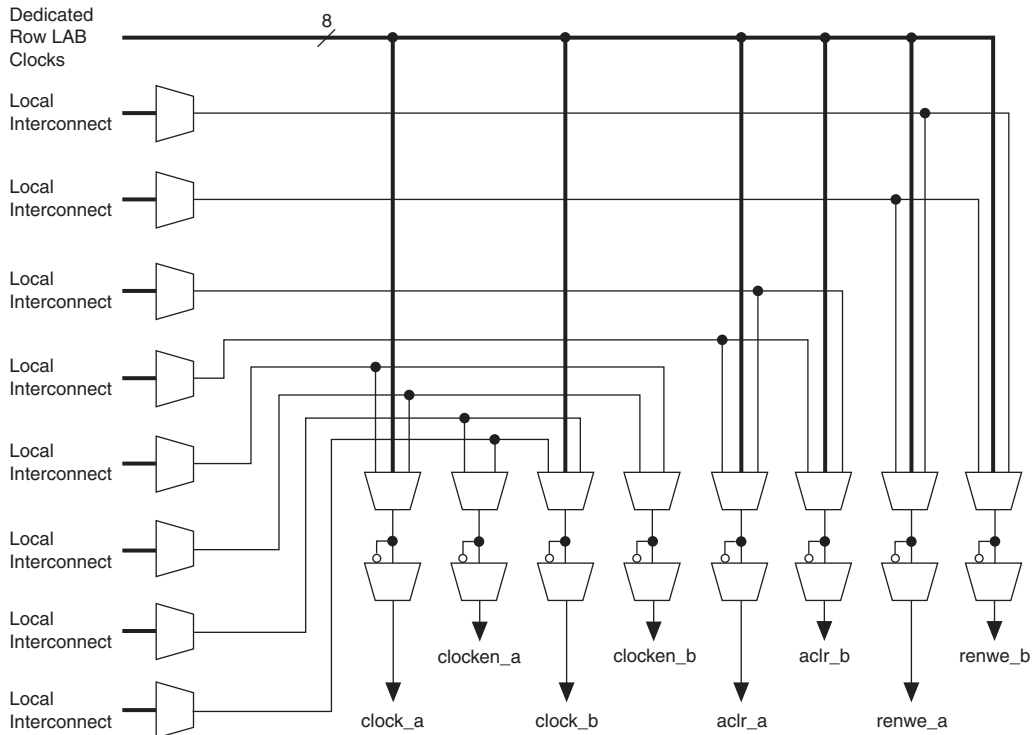 Dedicated
Row LAB
Clocks
8
Local
Interconnect
Local
Interconnect
Local
Interconnect
Local
Interconnect
Local
Interconnect
Local
Interconnect
Local
Interconnect
Local
Interconnect
clocken_a
clocken_b
aclr_b
renwe_b
clock_a
clock_b
aclr_a
renwe_a